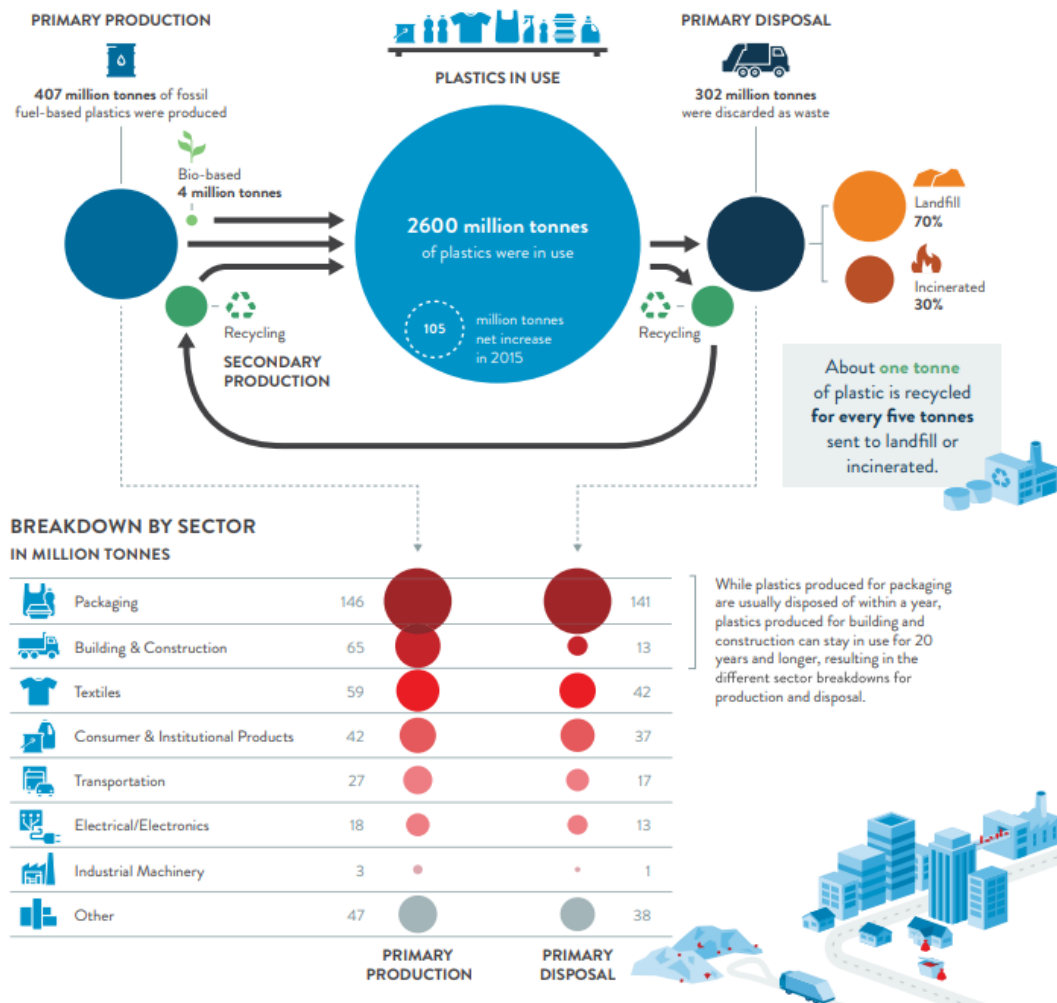 PRIMARY PRODUCTION
407 million tonnes of fossil
fuel-based plastics were produced
Bio-based
4 million tonnes
PLASTICS IN USE
2600 million tonnes
of plastics were in use
105
million tonnes
net increase
in 2015
PRIMARY DISPOSAL
302 million tonnes
were discarded as waste
Landfill
70%
Incinerated
30%
Recycling
SECONDARY
PRODUCTION
Recycling
About one tonne
of plastic is recycled
for every five tonnes
sent to landfill or
incinerated.
BREAKDOWN BY SECTOR
IN MILLION TONNES
Packaging 146 141
Building & Construction 65 13
Textiles 59 42
Consumer & Institutional Products 42 37
Transportation 27 17
Electrical/Electronics 18 13
Industrial Machinery 3 1
Other 47 38
PRIMARY
PRODUCTION
PRIMARY
DISPOSAL
While plastics produced for packaging
are usually disposed of within a year,
plastics produced for building and
construction can stay in use for 20
years and longer, resulting in the
different sector breakdowns for
production and disposal.